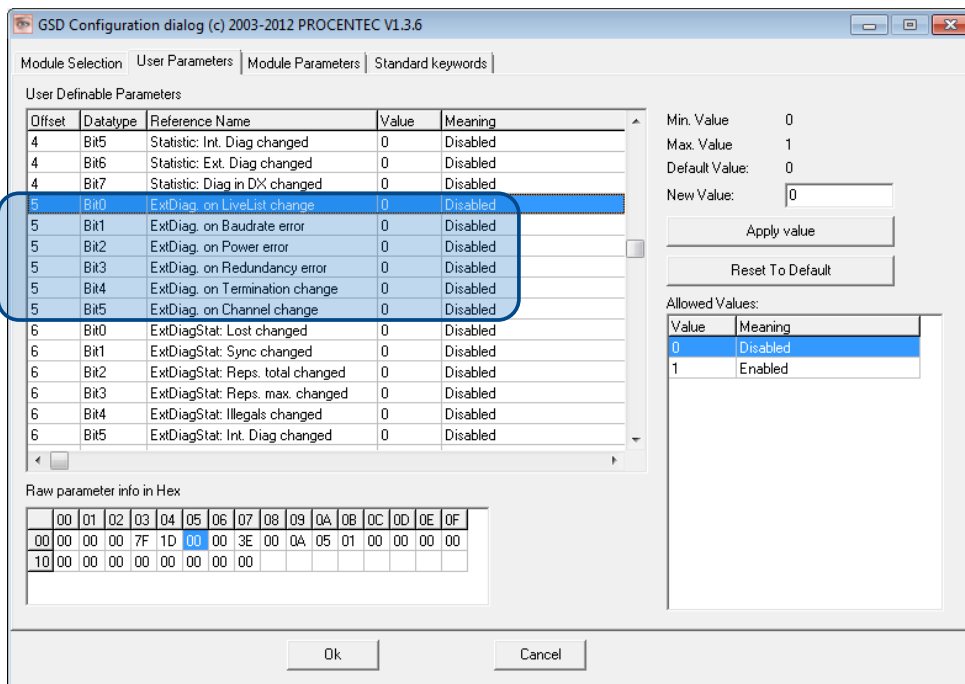 GSD Configuration dialog (c) 2003-2012 PROCENTEC V1.3.6
Module Selection User Parameters Module Parameters Standard keywords
User Definable Parameters
Offset Datatype Reference Name Value Meaning
4 Bit5 Statistic: Int. Diag changed 0 Disabled
4 Bit6 Statistic: Ext. Diag changed 0 Disabled
4 Bit7 Statistic: Diag in DX changed 0 Disabled
5 Bit0 ExtDiag. on LiveList change 0 Disabled
5 Bit1 ExtDiag. on Baudrate error 0 Disabled
5 Bit2 ExtDiag. on Power error 0 Disabled
5 Bit3 ExtDiag. on Redundancy error 0 Disabled
5 Bit4 ExtDiag. on Termination change 0 Disabled
5 Bit5 ExtDiag. on Channel change 0 Disabled
6 Bit0 ExtDiagStat: Lost changed 0 Disabled
6 Bit1 ExtDiagStat: Sync changed 0 Disabled
6 Bit2 ExtDiagStat: Reps. total changed 0 Disabled
6 Bit3 ExtDiagStat: Reps. max. changed 0 Disabled
6 Bit4 ExtDiagStat: Illegals changed 0 Disabled
6 Bit5 ExtDiagStat: Int. Diag changed 0 Disabled
Min. Value 0
Max. Value 1
Default Value: 0
New Value: 0
Apply value
Reset To Default
Allowed Values:
Value Meaning
0 Disabled
1 Enabled
Raw parameter info in Hex
00 01 02 03 04 05 06 07 08 09 0A 0B 0C 0D 0E 0F
00 00 00 00 7F 1D 00 00 3E 00 0A 05 01 00 00 00 00
10 00 00 00 00 00 00 00 00
Ok Cancel